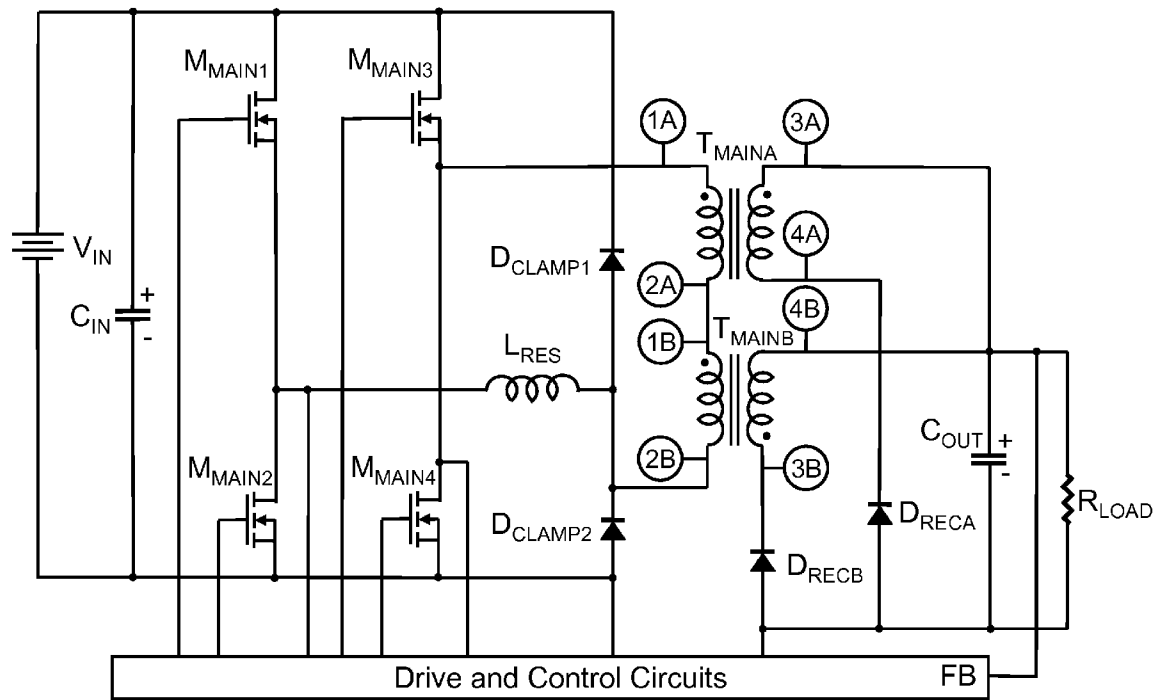 M_MAIN1
M_MAIN3
1A
3A
T_MAINA
V_IN
D_CLAMP1
4A
2A
4B
C_IN
+
-
1B
T_MAINB
L_RES
C_OUT
+
-
2B
3B
M_MAIN2
M_MAIN4
D_RECA
R_LOAD
D_CLAMP2
D_RECB
Drive and Control Circuits
FB